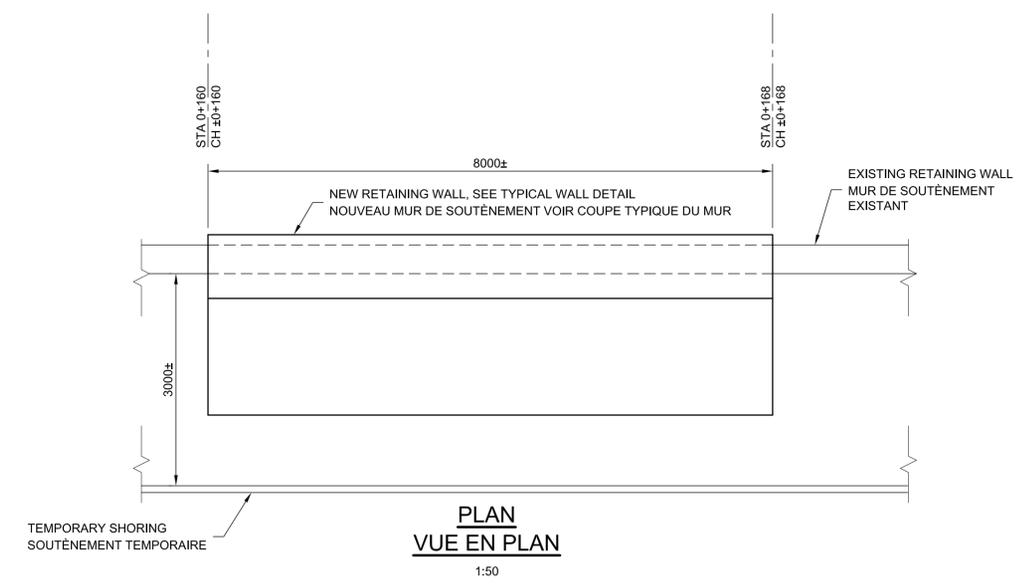 STA 0+160
CH ±0+160
STA 0+168
CH ±0+168
8000±
EXISTING RETAINING WALL
MUR DE SOUTÈNEMENT
EXISTANT
NEW RETAINING WALL, SEE TYPICAL WALL DETAIL
NOUVEAU MUR DE SOUTÈNEMENT VOIR COUPE TYPIQUE DU MUR
3000±
TEMPORARY SHORING
SOUTÈNEMENT TEMPORAIRE
PLAN
VUE EN PLAN
1:50